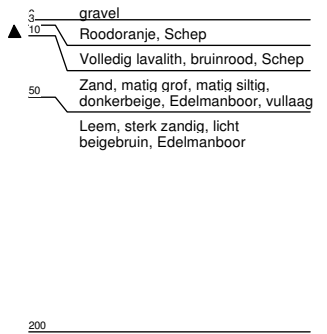 gravel
3
Roodoranje, Schep
10
Volledig lavalith, bruinrood, Schep
Zand, matig grof, matig siltig,
50
donkerbeige, Edelmanboor, vullaag
Leem, sterk zandig, licht
beigebruin, Edelmanboor
200